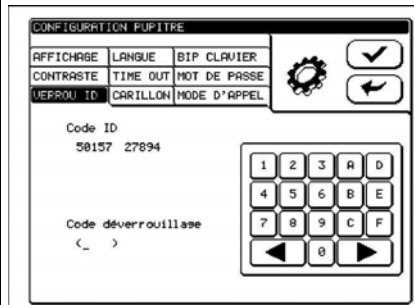 CONFIGURATION PUPITRE
AFFICHAGE LANGUE BIP CLAVIER
CONTRASTE TIME OUT MOT DE PASSE
VERROU ID CARILLON MODE D'APPEL
Code ID
50157 27894
1 2 3 A D
4 5 6 B E
Code déverrouillage
7 8 9 C F
(_ )
0